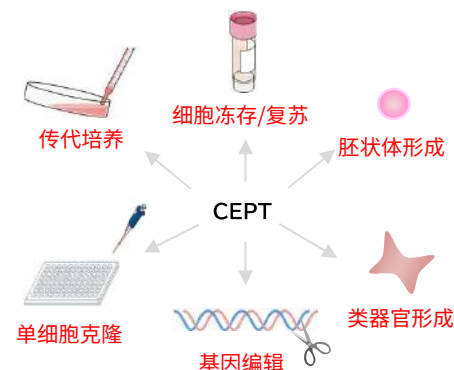 细胞冻存/复苏
传代培养
胚状体形成
CEPT
单细胞克隆
类器官形成
基因编辑